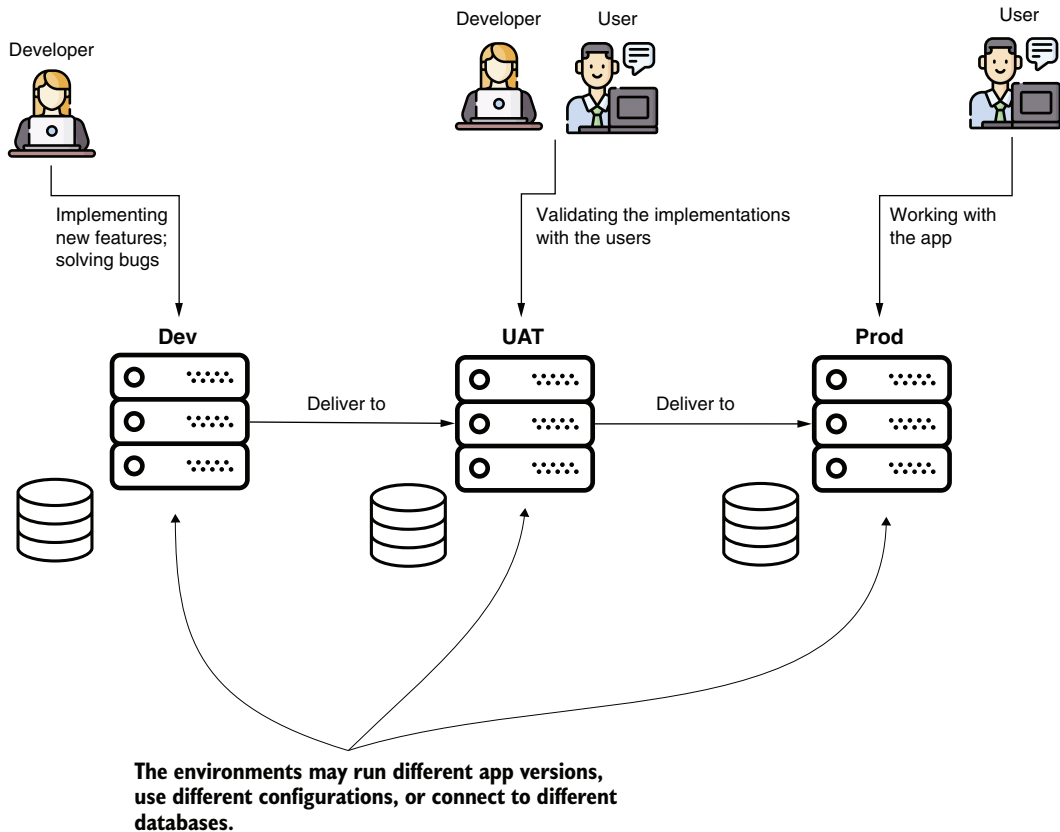 Developer
Developer
User
User
Implementing
new features;
solving bugs
Validating the implementations
with the users
Working with
the app
Dev
UAT
Prod
Deliver to
Deliver to
The environments may run different app versions,
use different configurations, or connect to different
databases.